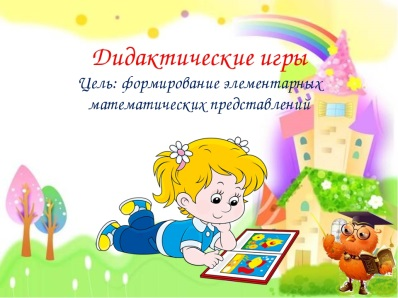 Дидактические игры
Цель: формирование элементарных
математических представлений